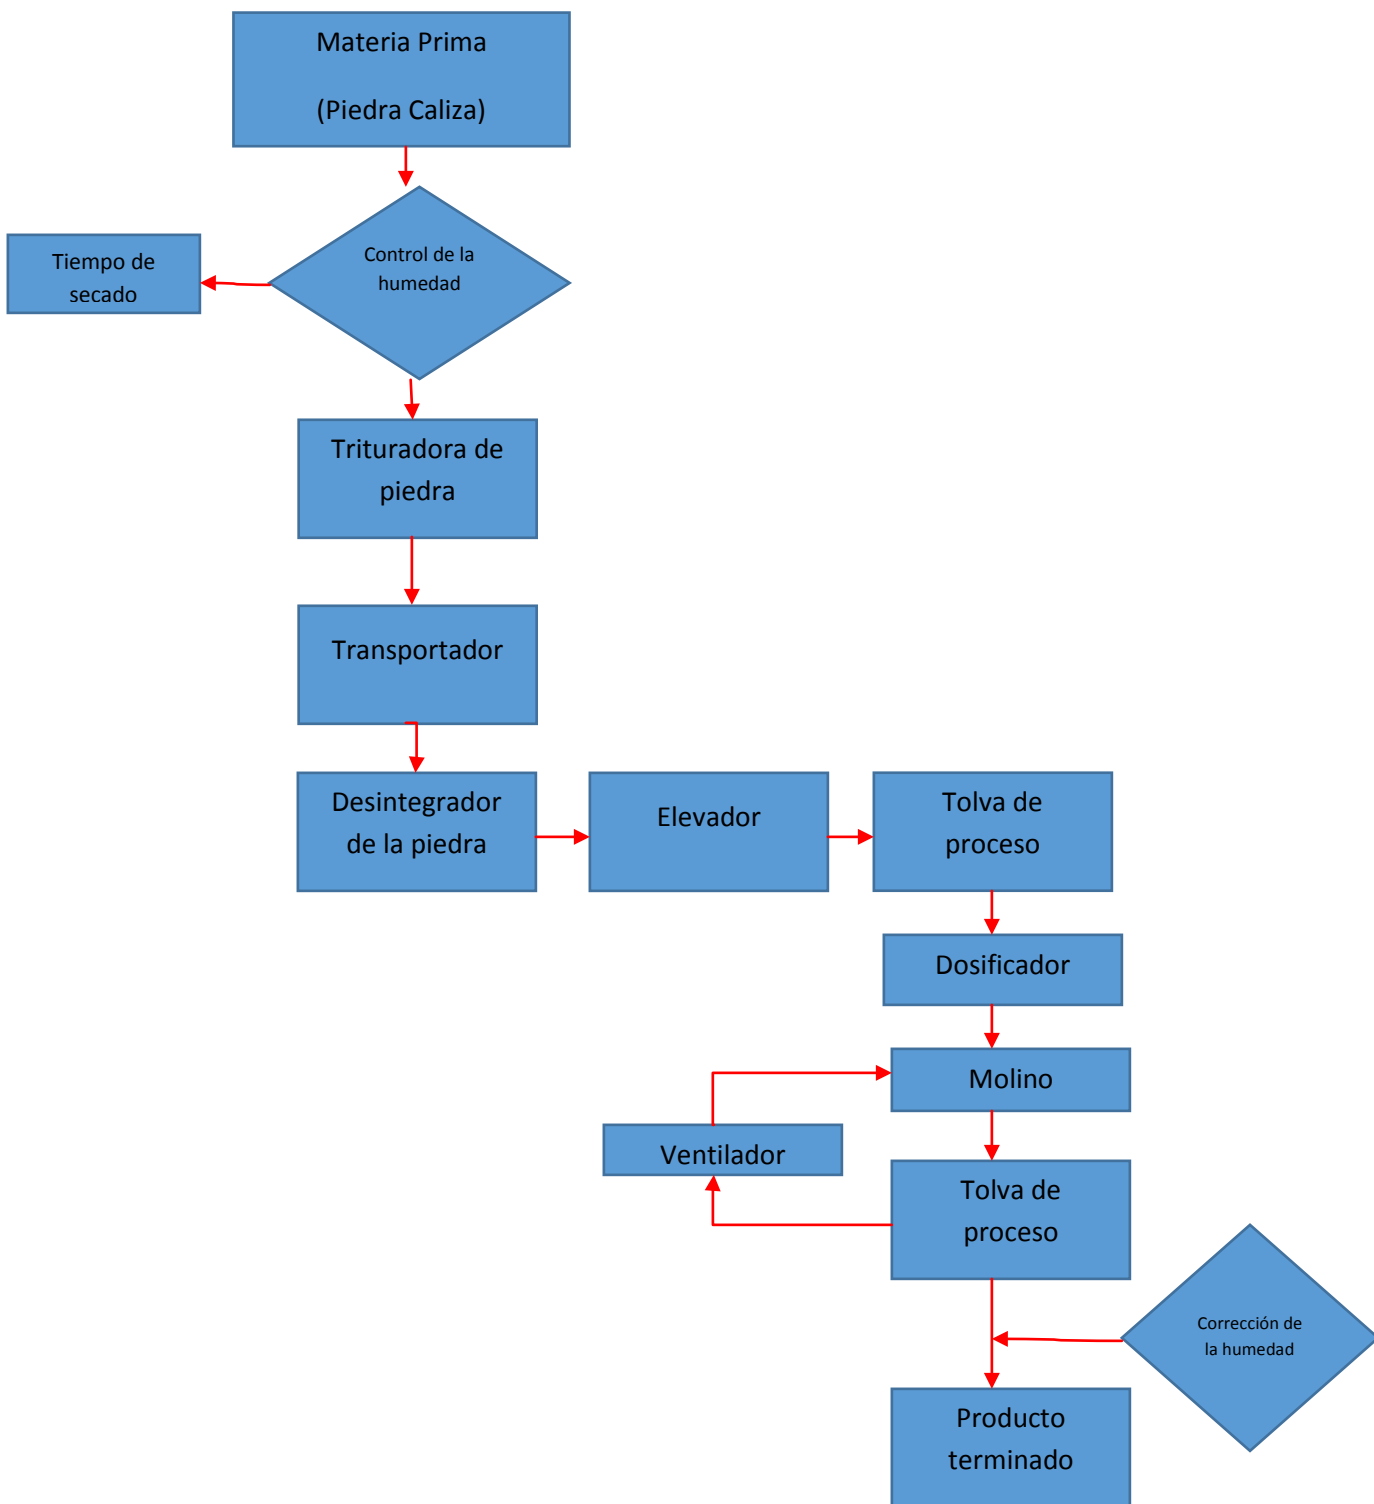 Materia Prima
(Piedra Caliza)
Control de la
humedad
Tiempo de
secado
Trituradora de
piedra
Transportador
Desintegrador
de la piedra
Elevador
Tolva de
proceso
Dosificador
Molino
Ventilador
Tolva de
proceso
Corrección de
la humedad
Producto
terminado